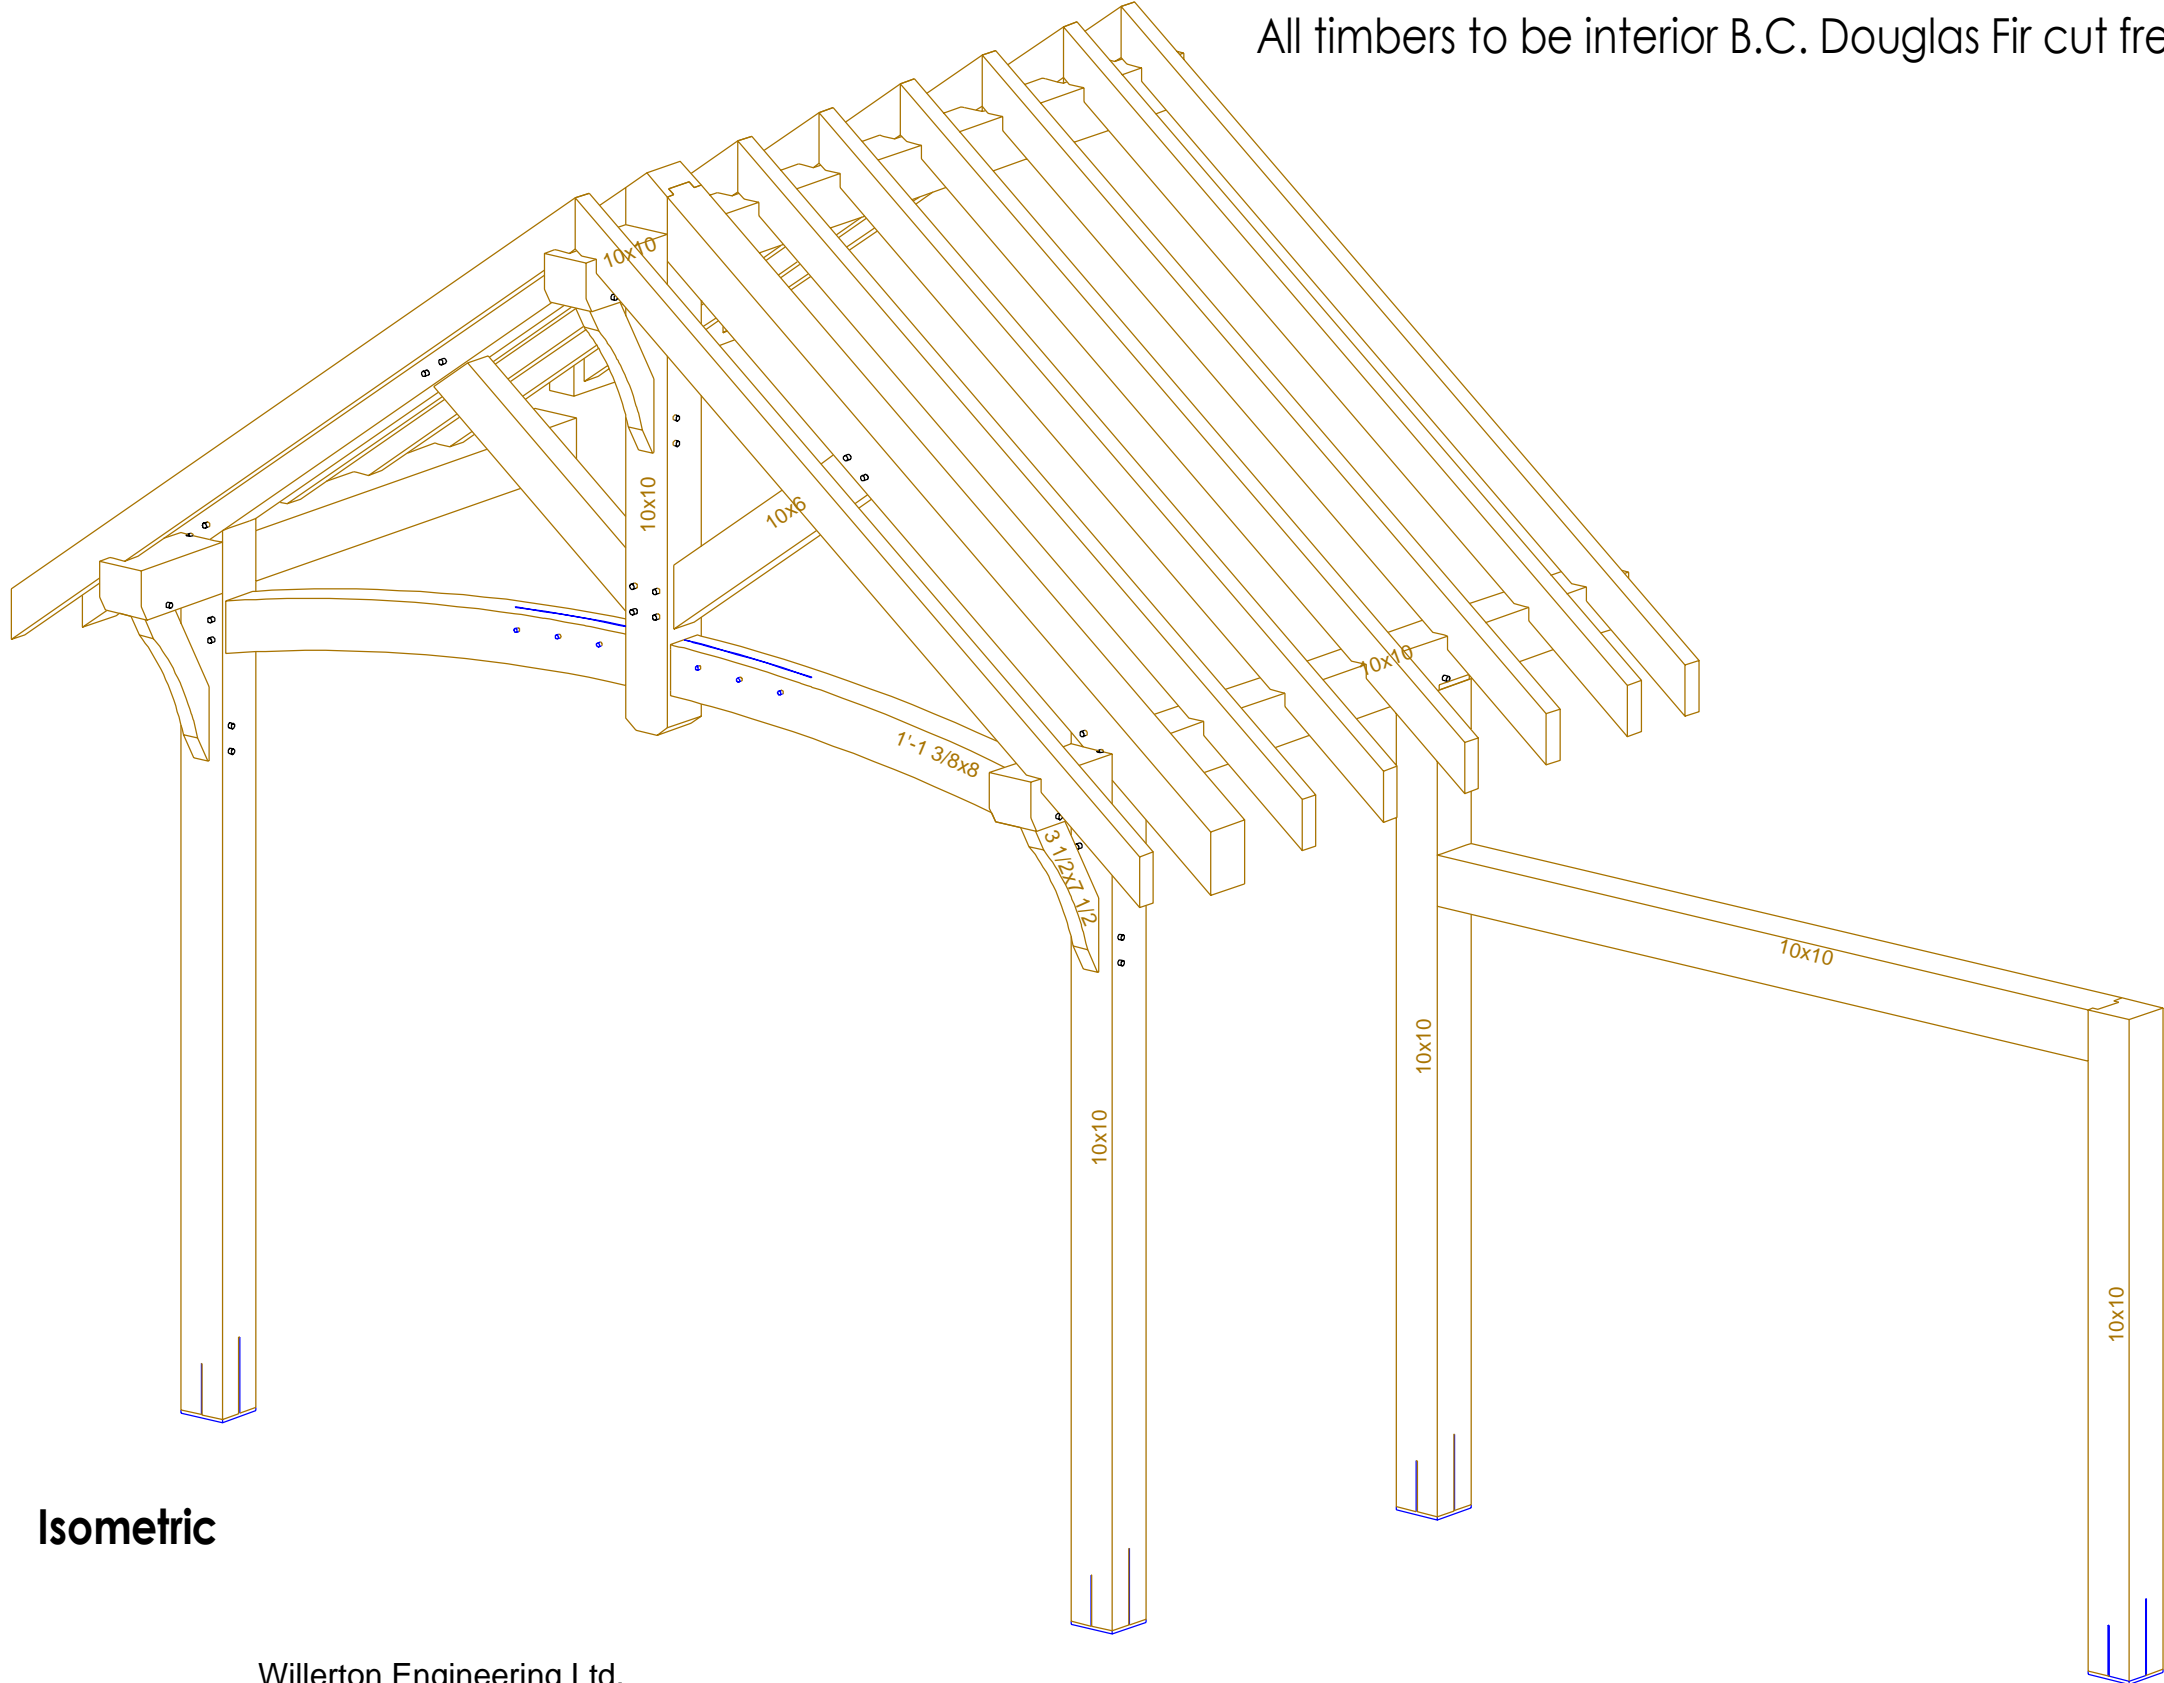 All timbers to be interior B.C. Douglas Fir cut fre
10x10
10x10
10x6
10x10
1'-1 3/8x8
3 1/2x7 1/2
10x10
10x10
10x10
10x10
Isometric
Willerton Engineering Ltd.